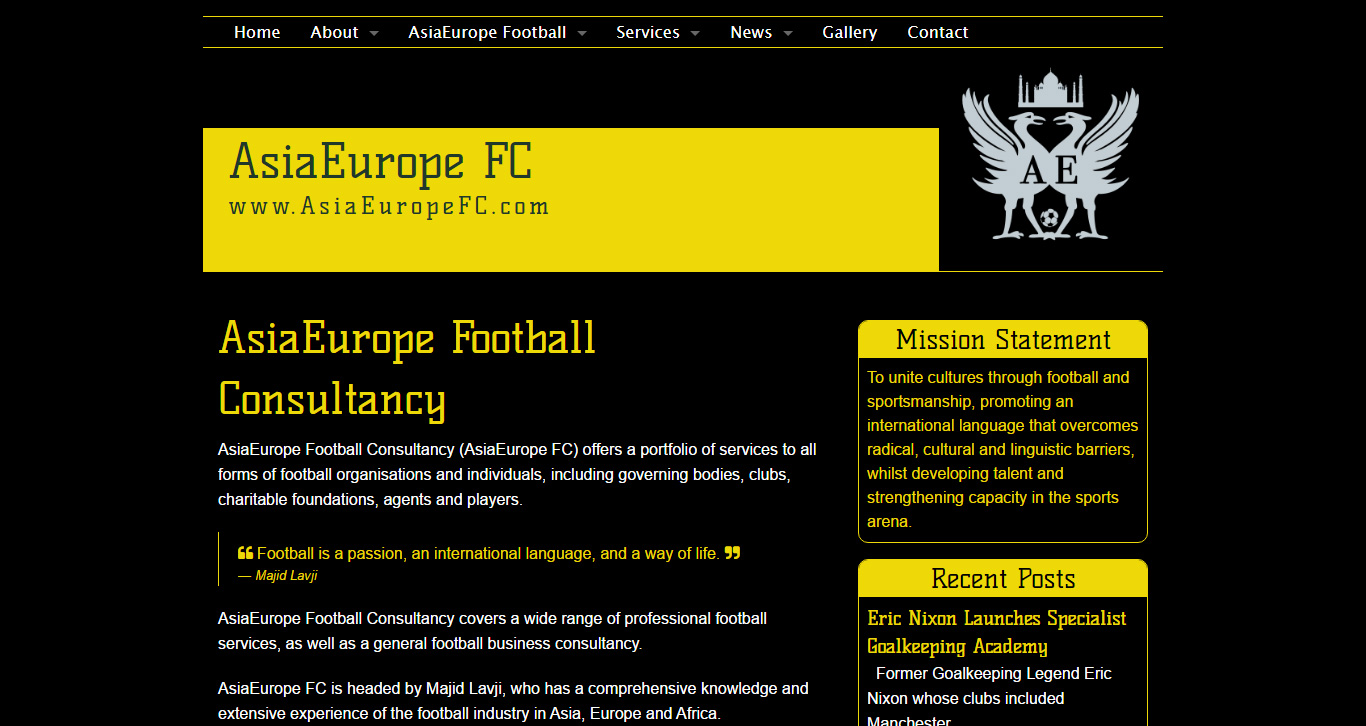 Home About AsiaEurope Football Services News Gallery Contact
AsiaEurope FC
www.AsiaEuropeFC.com
A E
AsiaEurope Football
Consultancy
AsiaEurope Football Consultancy (AsiaEurope FC) offers a portfolio of services to all
forms of football organisations and individuals, including governing bodies, clubs,
charitable foundations, agents and players.
❝ Football is a passion, an international language, and a way of life. ❞
— Majid Lavji
AsiaEurope Football Consultancy covers a wide range of professional football
services, as well as a general football business consultancy.
AsiaEurope FC is headed by Majid Lavji, who has a comprehensive knowledge and
extensive experience of the football industry in Asia, Europe and Africa.
Mission Statement
To unite cultures through football and
sportsmanship, promoting an
international language that overcomes
radical, cultural and linguistic barriers,
whilst developing talent and
strengthening capacity in the sports
arena.
Recent Posts
Eric Nixon Launches Specialist
Goalkeeping Academy
Former Goalkeeping Legend Eric
Nixon whose clubs included
Manchester